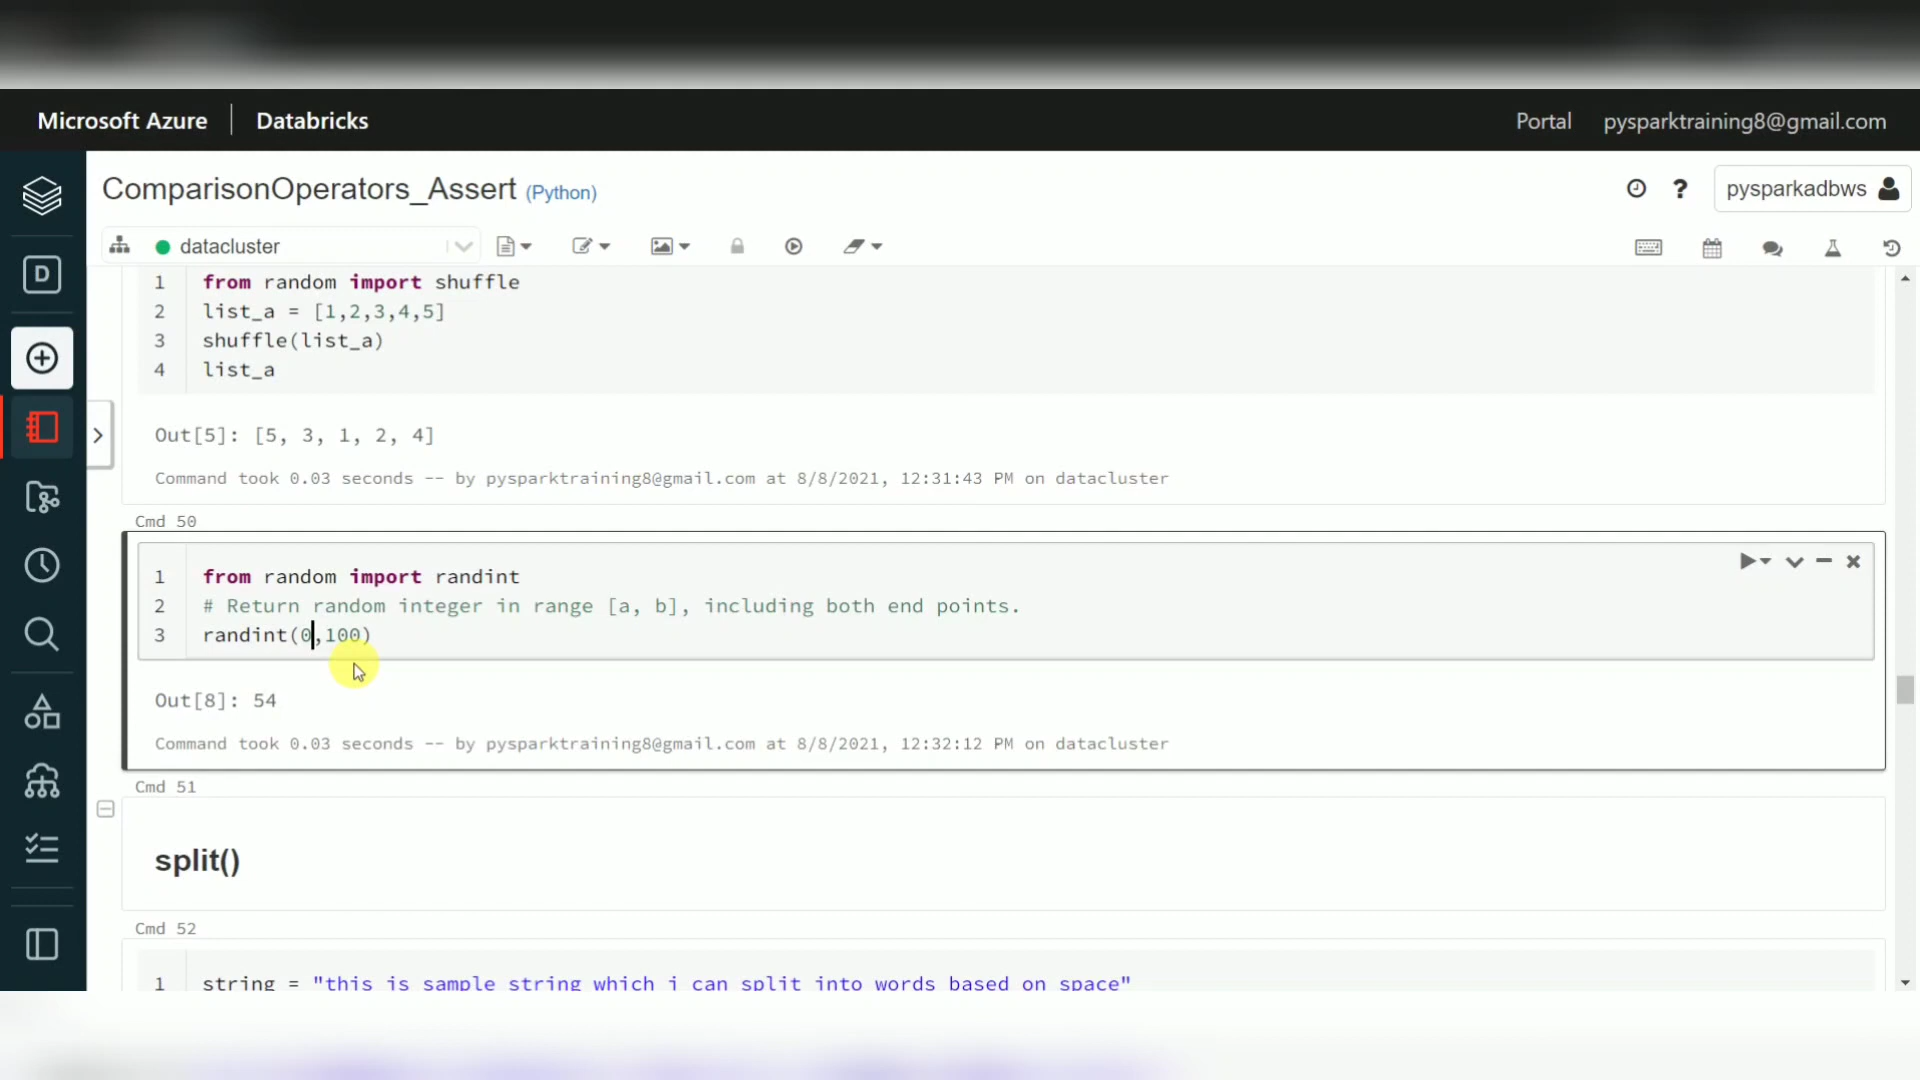 Microsoft Azure | Databricks
Portal pysparktraining8@gmail.com
ComparisonOperators_Assert (Python)
? pysparkadbws
datacluster
D
1 from random import shuffle
2 list_a = [1,2,3,4,5]
3 shuffle(list_a)
4 list_a
Out[5]: [5, 3, 1, 2, 4]
Command took 0.03 seconds -- by pysparktraining8@gmail.com at 8/8/2021, 12:31:43 PM on datacluster
Cmd 50
1 from random import randint
2 # Return random integer in range [a, b], including both end points.
3 randint(0,100)
Out[8]: 54
Command took 0.03 seconds -- by pysparktraining8@gmail.com at 8/8/2021, 12:32:12 PM on datacluster
Cmd 51
split()
Cmd 52
1 string = "this is sample string which i can split into words based on space"